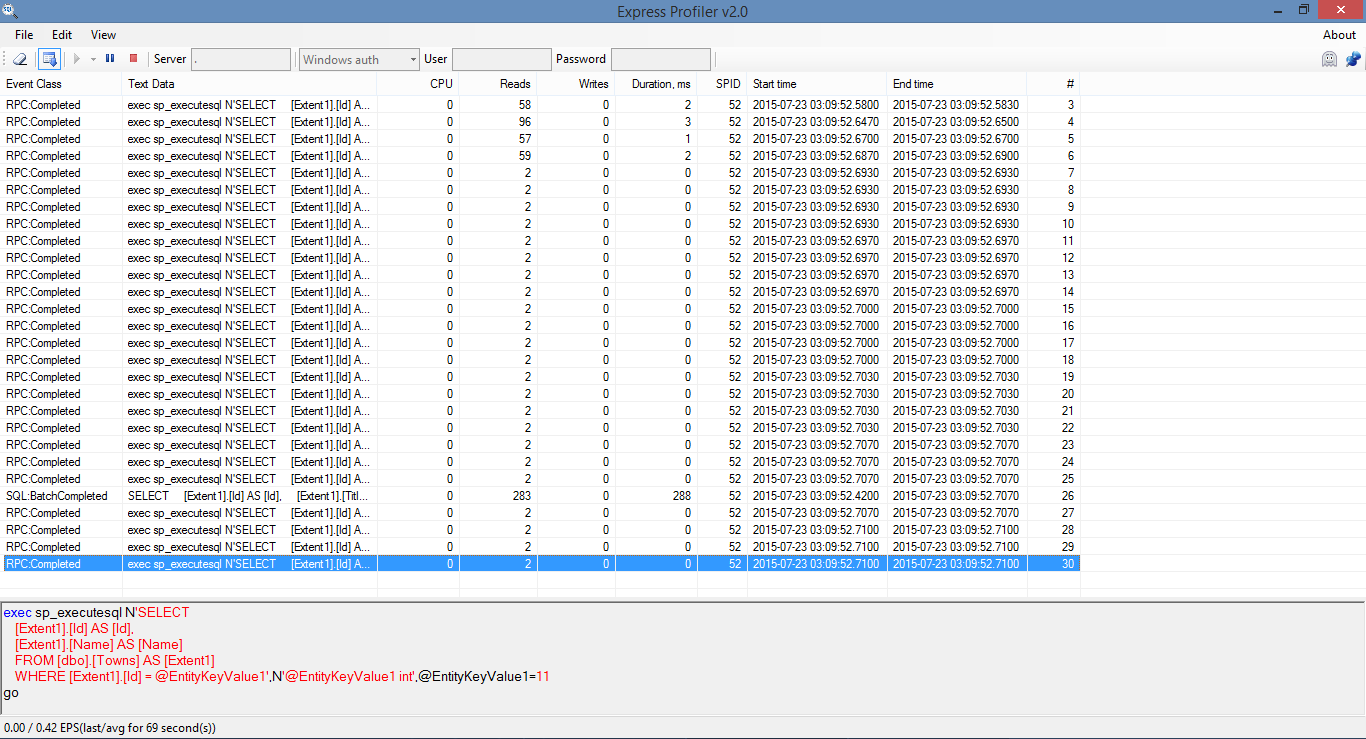 Express Profiler v2.0
File Edit View About
Server . Windows auth User Password
Event Class Text Data CPU Reads Writes Duration, ms SPID Start time End time #
RPC:Completed exec sp_executesql N'SELECT [Extent1].[Id] A... 0 58 0 2 52 2015-07-23 03:09:52.5800 2015-07-23 03:09:52.5830 3
RPC:Completed exec sp_executesql N'SELECT [Extent1].[Id] A... 0 96 0 3 52 2015-07-23 03:09:52.6470 2015-07-23 03:09:52.6500 4
RPC:Completed exec sp_executesql N'SELECT [Extent1].[Id] A... 0 57 0 1 52 2015-07-23 03:09:52.6700 2015-07-23 03:09:52.6700 5
RPC:Completed exec sp_executesql N'SELECT [Extent1].[Id] A... 0 59 0 2 52 2015-07-23 03:09:52.6870 2015-07-23 03:09:52.6900 6
RPC:Completed exec sp_executesql N'SELECT [Extent1].[Id] A... 0 2 0 0 52 2015-07-23 03:09:52.6930 2015-07-23 03:09:52.6930 7
RPC:Completed exec sp_executesql N'SELECT [Extent1].[Id] A... 0 2 0 0 52 2015-07-23 03:09:52.6930 2015-07-23 03:09:52.6930 8
RPC:Completed exec sp_executesql N'SELECT [Extent1].[Id] A... 0 2 0 0 52 2015-07-23 03:09:52.6930 2015-07-23 03:09:52.6930 9
RPC:Completed exec sp_executesql N'SELECT [Extent1].[Id] A... 0 2 0 0 52 2015-07-23 03:09:52.6930 2015-07-23 03:09:52.6930 10
RPC:Completed exec sp_executesql N'SELECT [Extent1].[Id] A... 0 2 0 0 52 2015-07-23 03:09:52.6970 2015-07-23 03:09:52.6970 11
RPC:Completed exec sp_executesql N'SELECT [Extent1].[Id] A... 0 2 0 0 52 2015-07-23 03:09:52.6970 2015-07-23 03:09:52.6970 12
RPC:Completed exec sp_executesql N'SELECT [Extent1].[Id] A... 0 2 0 0 52 2015-07-23 03:09:52.6970 2015-07-23 03:09:52.6970 13
RPC:Completed exec sp_executesql N'SELECT [Extent1].[Id] A... 0 2 0 0 52 2015-07-23 03:09:52.6970 2015-07-23 03:09:52.6970 14
RPC:Completed exec sp_executesql N'SELECT [Extent1].[Id] A... 0 2 0 0 52 2015-07-23 03:09:52.7000 2015-07-23 03:09:52.7000 15
RPC:Completed exec sp_executesql N'SELECT [Extent1].[Id] A... 0 2 0 0 52 2015-07-23 03:09:52.7000 2015-07-23 03:09:52.7000 16
RPC:Completed exec sp_executesql N'SELECT [Extent1].[Id] A... 0 2 0 0 52 2015-07-23 03:09:52.7000 2015-07-23 03:09:52.7000 17
RPC:Completed exec sp_executesql N'SELECT [Extent1].[Id] A... 0 2 0 0 52 2015-07-23 03:09:52.7000 2015-07-23 03:09:52.7000 18
RPC:Completed exec sp_executesql N'SELECT [Extent1].[Id] A... 0 2 0 0 52 2015-07-23 03:09:52.7030 2015-07-23 03:09:52.7030 19
RPC:Completed exec sp_executesql N'SELECT [Extent1].[Id] A... 0 2 0 0 52 2015-07-23 03:09:52.7030 2015-07-23 03:09:52.7030 20
RPC:Completed exec sp_executesql N'SELECT [Extent1].[Id] A... 0 2 0 0 52 2015-07-23 03:09:52.7030 2015-07-23 03:09:52.7030 21
RPC:Completed exec sp_executesql N'SELECT [Extent1].[Id] A... 0 2 0 0 52 2015-07-23 03:09:52.7030 2015-07-23 03:09:52.7030 22
RPC:Completed exec sp_executesql N'SELECT [Extent1].[Id] A... 0 2 0 0 52 2015-07-23 03:09:52.7070 2015-07-23 03:09:52.7070 23
RPC:Completed exec sp_executesql N'SELECT [Extent1].[Id] A... 0 2 0 0 52 2015-07-23 03:09:52.7070 2015-07-23 03:09:52.7070 24
RPC:Completed exec sp_executesql N'SELECT [Extent1].[Id] A... 0 2 0 0 52 2015-07-23 03:09:52.7070 2015-07-23 03:09:52.7070 25
SQL:BatchCompleted SELECT [Extent1].[Id] AS [Id], [Extent1].[Titl... 0 283 0 288 52 2015-07-23 03:09:52.4200 2015-07-23 03:09:52.7070 26
RPC:Completed exec sp_executesql N'SELECT [Extent1].[Id] A... 0 2 0 0 52 2015-07-23 03:09:52.7070 2015-07-23 03:09:52.7070 27
RPC:Completed exec sp_executesql N'SELECT [Extent1].[Id] A... 0 2 0 0 52 2015-07-23 03:09:52.7100 2015-07-23 03:09:52.7100 28
RPC:Completed exec sp_executesql N'SELECT [Extent1].[Id] A... 0 2 0 0 52 2015-07-23 03:09:52.7100 2015-07-23 03:09:52.7100 29
RPC:Completed exec sp_executesql N'SELECT [Extent1].[Id] A... 0 2 0 0 52 2015-07-23 03:09:52.7100 2015-07-23 03:09:52.7100 30
exec sp_executesql N'SELECT
[Extent1].[Id] AS [Id],
[Extent1].[Name] AS [Name]
FROM [dbo].[Towns] AS [Extent1]
WHERE [Extent1].[Id] = @EntityKeyValue1',N'@EntityKeyValue1 int',@EntityKeyValue1=11
go
0.00 / 0.42 EPS(last/avg for 69 second(s))